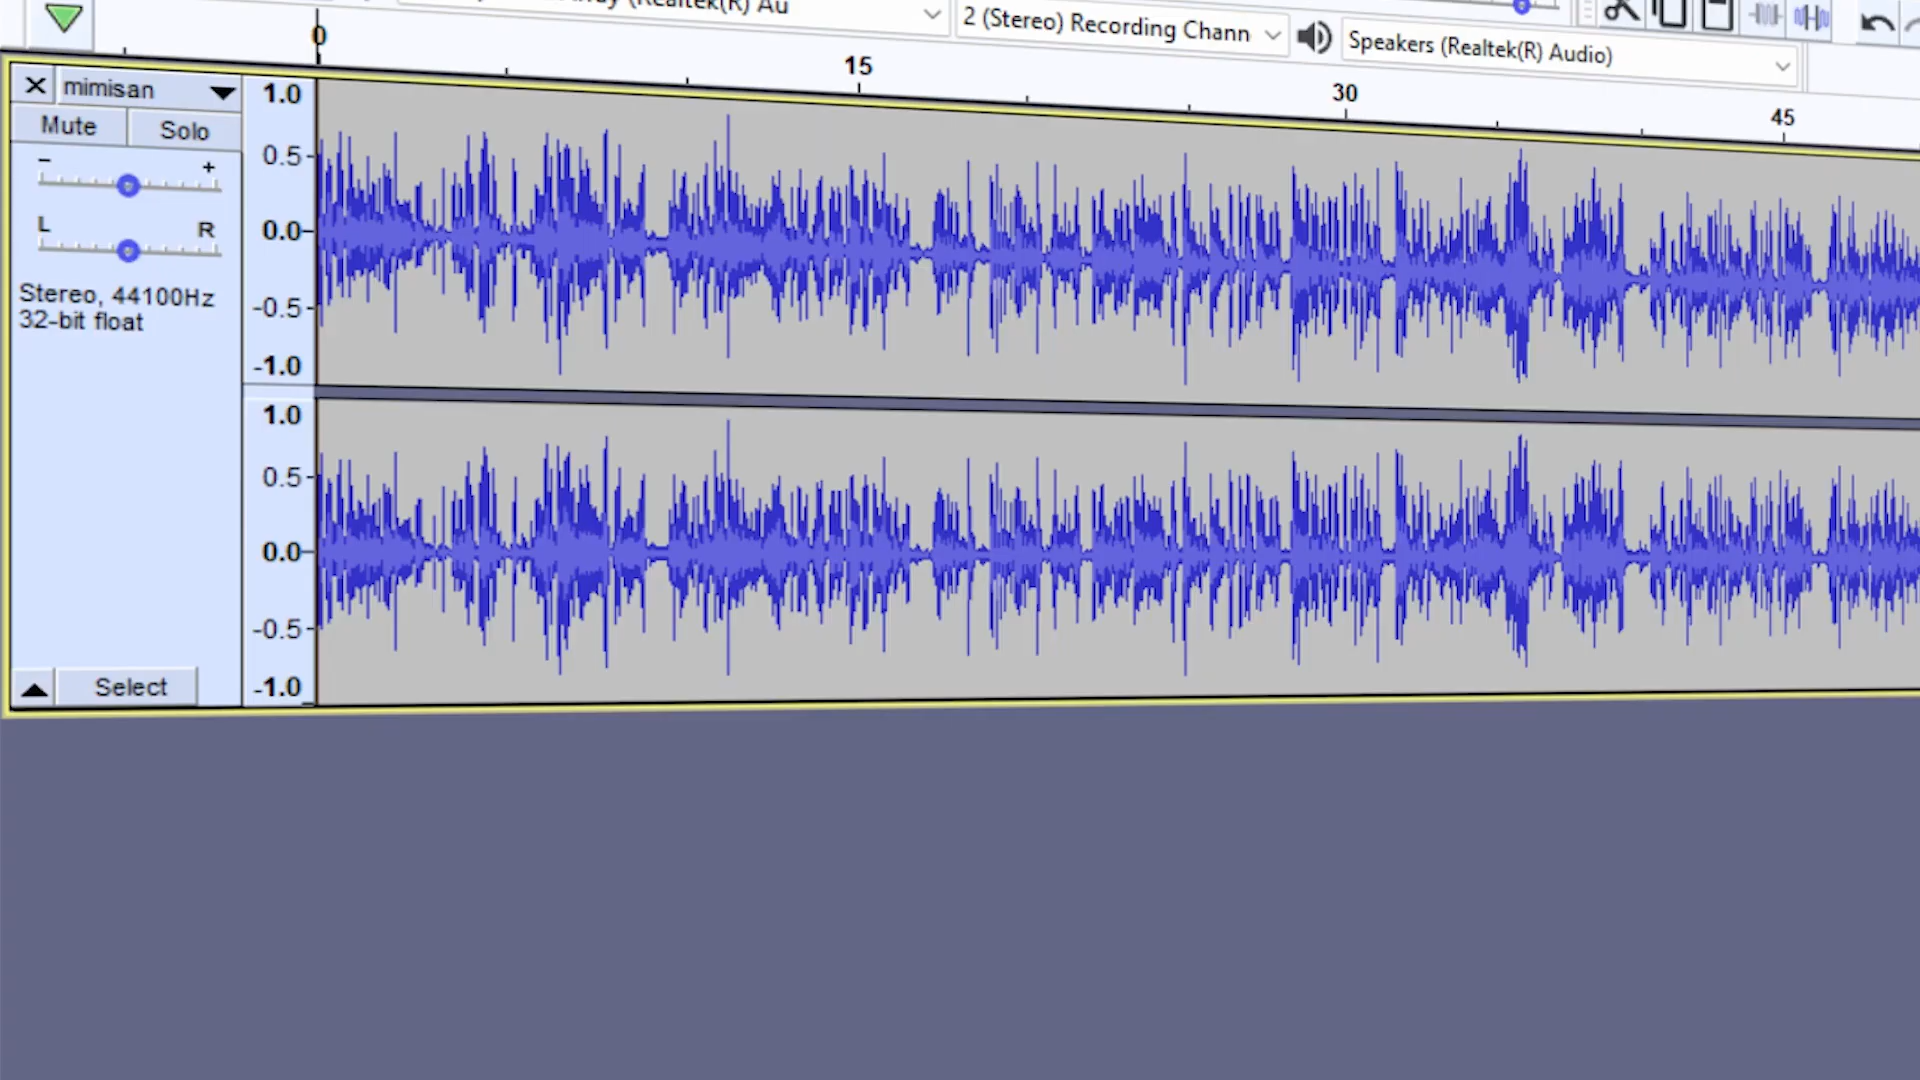 (Realtek(R) Au
2 (Stereo) Recording Chann
Speakers (Realtek(R) Audio)
0
15
30
45
mimisan
Mute
Solo
-
+
L
R
Stereo, 44100Hz
32-bit float
Select
1.0
0.5
0.0
-0.5
-1.0
1.0
0.5
0.0
-0.5
-1.0